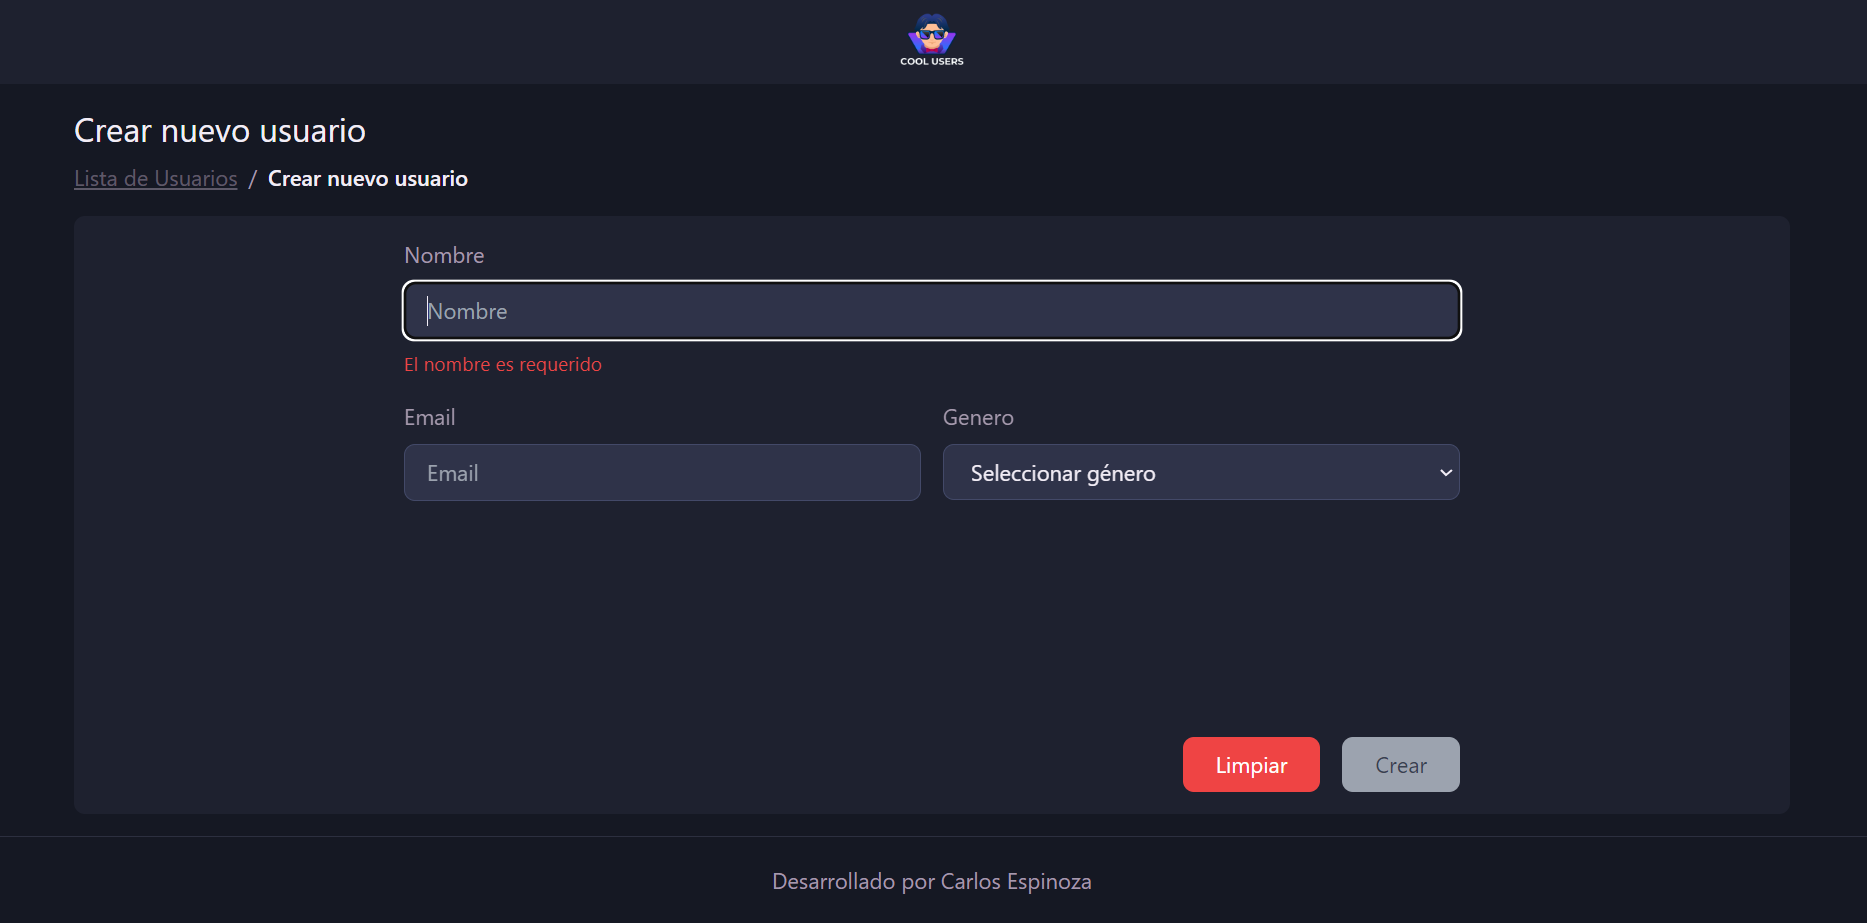 COOL USERS
Crear nuevo usuario
Lista de Usuarios / Crear nuevo usuario
Nombre
Nombre
El nombre es requerido
Email Genero
Email Seleccionar género
Limpiar Crear
Desarrollado por Carlos Espinoza